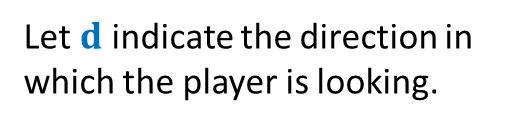 Let d indicate the direction in
which the player is looking.